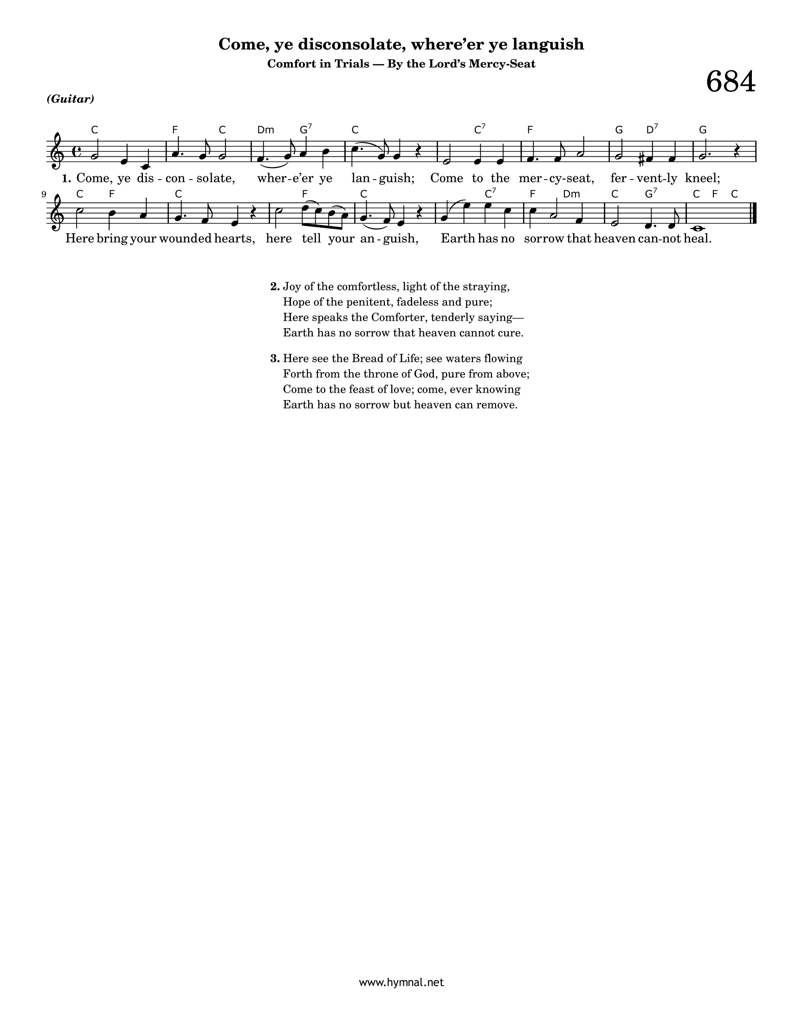 Come, ye disconsolate, where’er ye languish
Comfort in Trials — By the Lord’s Mercy-Seat
684
(Guitar)
C F C Dm G7 C C7 F G D7 G
1. Come, ye dis - con - solate, wher-e’er ye lan - guish; Come to the mer - cy-seat, fer - vent-ly kneel;
9 C F C F C C7 F Dm C G7 C F C
Here bring your wounded hearts, here tell your an - guish, Earth has no sorrow that heaven can-not heal.
2. Joy of the comfortless, light of the straying,
Hope of the penitent, fadeless and pure;
Here speaks the Comforter, tenderly saying—
Earth has no sorrow that heaven cannot cure.
3. Here see the Bread of Life; see waters flowing
Forth from the throne of God, pure from above;
Come to the feast of love; come, ever knowing
Earth has no sorrow but heaven can remove.
www.hymnal.net